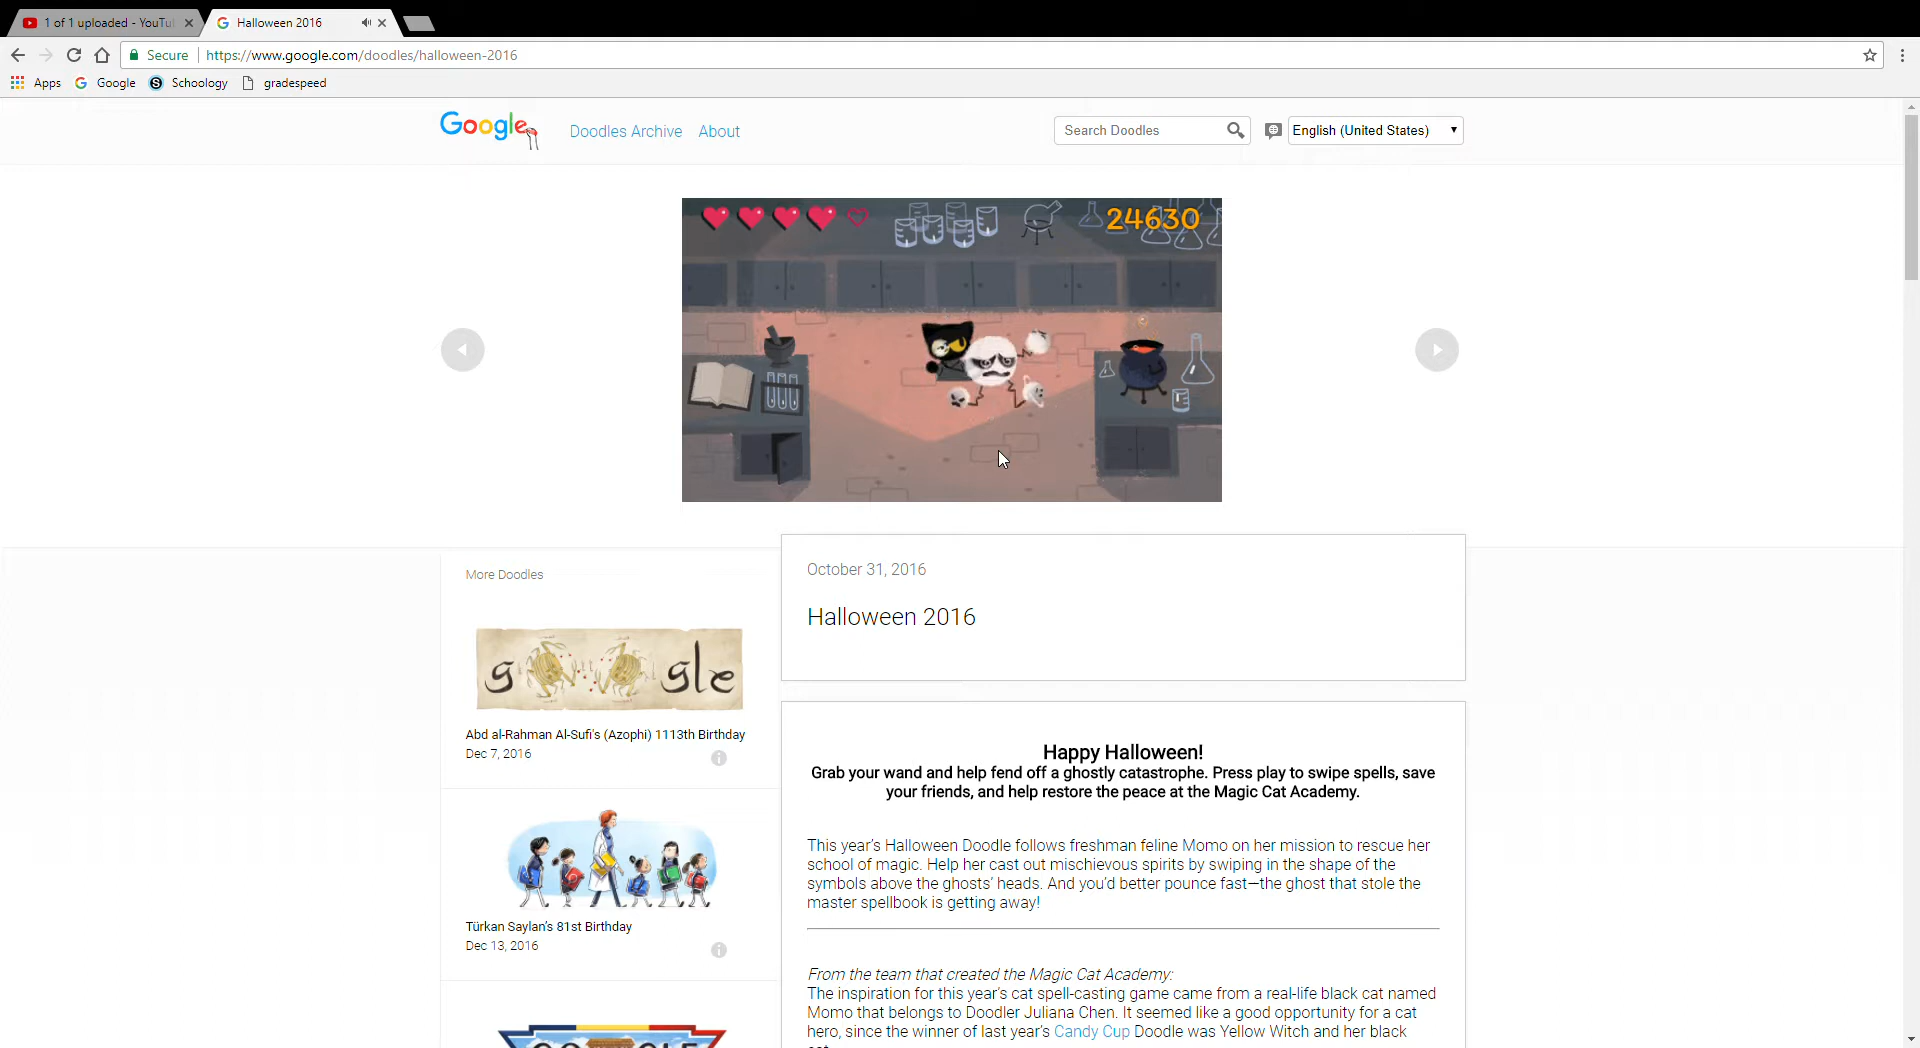 1 of 1 uploaded - YouTu
Halloween 2016
Secure
https://www.google.com/doodles/halloween-2016
Apps
Google
Schoology
gradespeed
Google
Doodles Archive
About
Search Doodles
English (United States)
24630
October 31, 2016
Halloween 2016
More Doodles
g gle
Abd al-Rahman Al-Sufi's (Azophi) 1113th Birthday
Dec 7, 2016
Türkan Saylan's 81st Birthday
Dec 13, 2016
Happy Halloween!
Grab your wand and help fend off a ghostly catastrophe. Press play to swipe spells, save
your friends, and help restore the peace at the Magic Cat Academy.
This year's Halloween Doodle follows freshman feline Momo on her mission to rescue her
school of magic. Help her cast out mischievous spirits by swiping in the shape of the
symbols above the ghosts' heads. And you'd better pounce fast—the ghost that stole the
master spellbook is getting away!
From the team that created the Magic Cat Academy:
The inspiration for this year's cat spell-casting game came from a real-life black cat named
Momo that belongs to Doodler Juliana Chen. It seemed like a good opportunity for a cat
hero, since the winner of last year's Candy Cup Doodle was Yellow Witch and her black